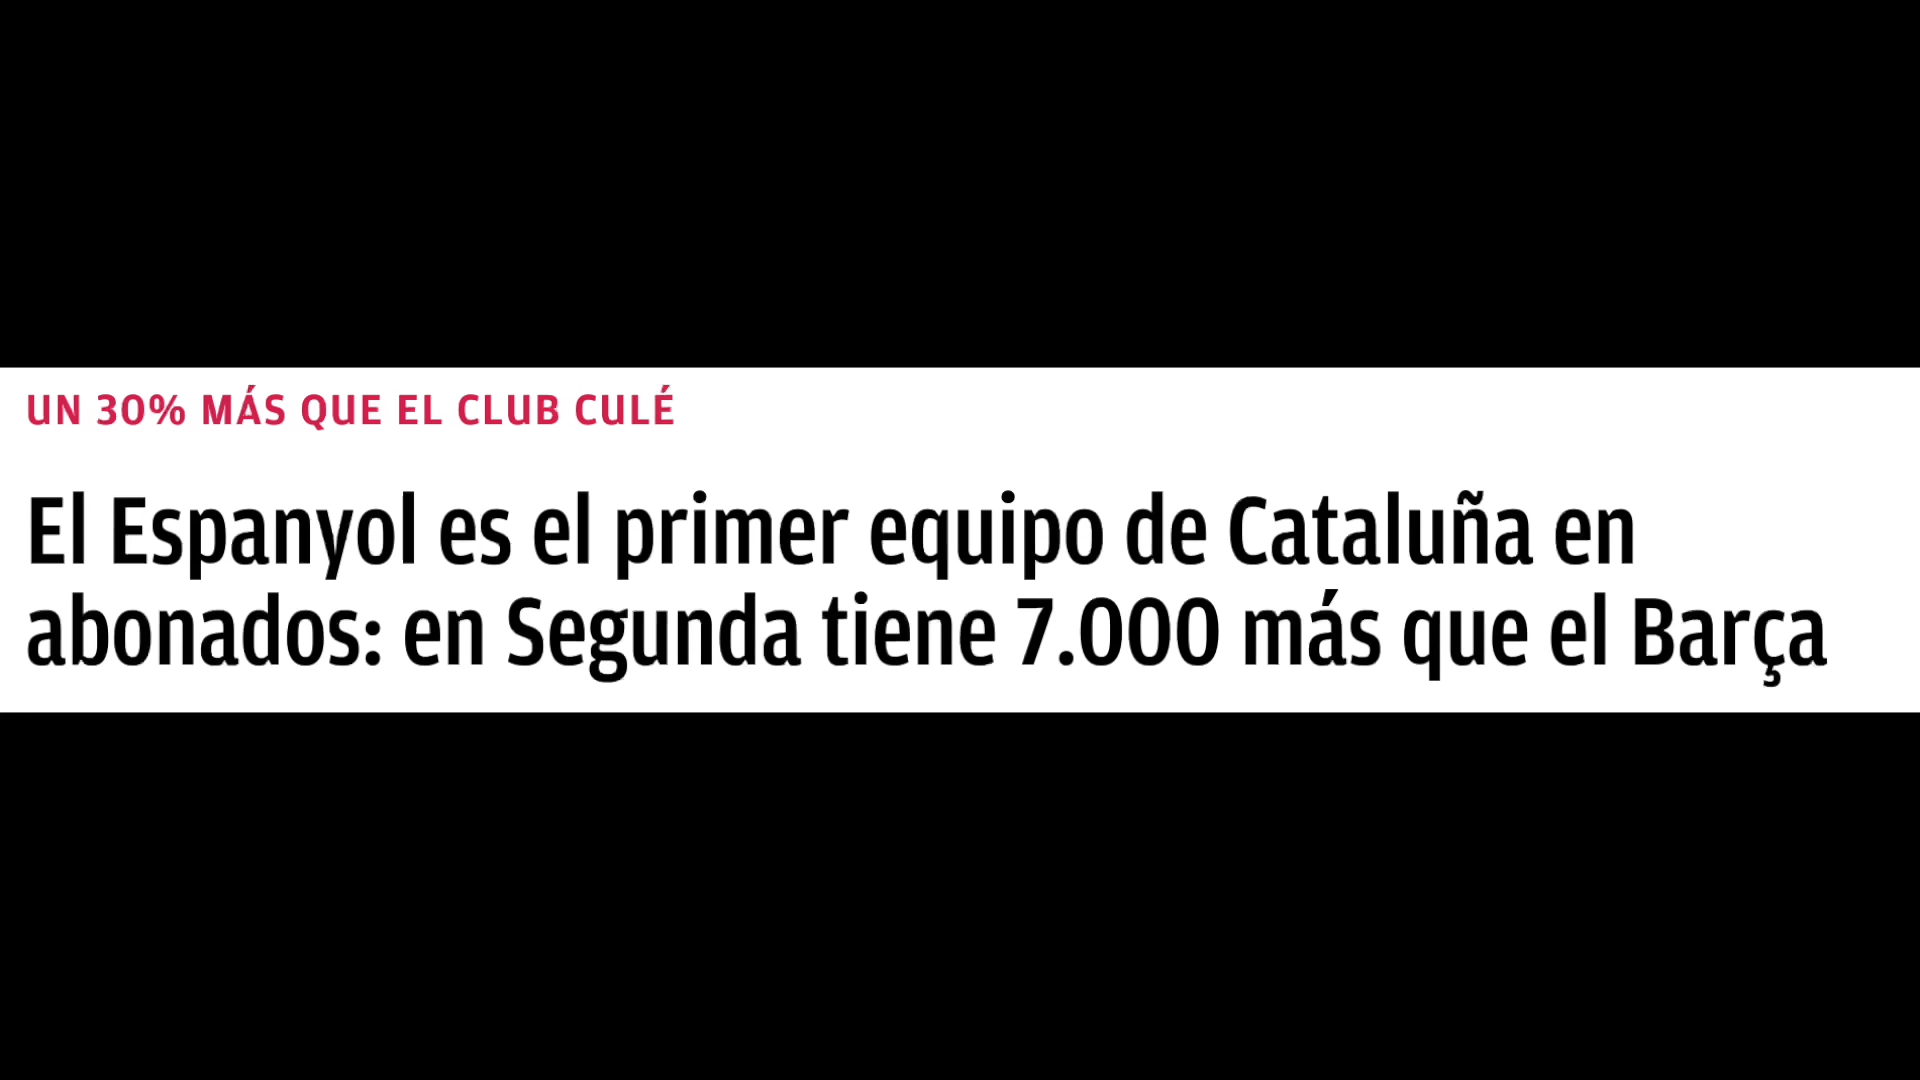 UN 30% MÁS QUE EL CLUB CULÉ
El Espanyol es el primer equipo de Cataluña en
abonados: en Segunda tiene 7.000 más que el Barça